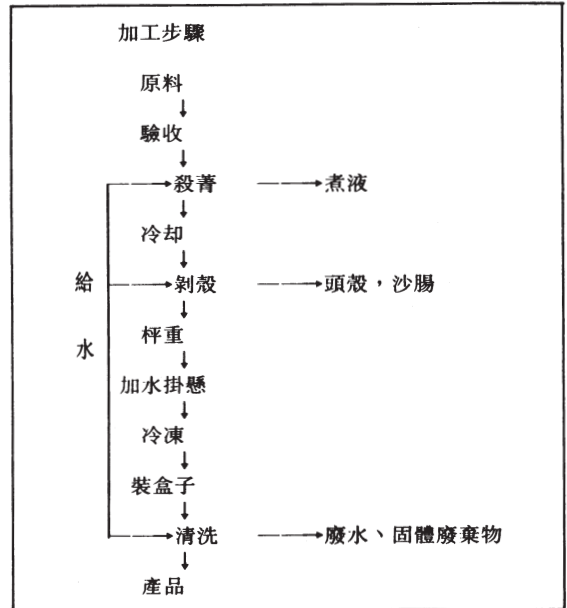 加工步驟
原料
驗收
殺菁 煮液
冷却
給
剝殼 頭殼，沙腸
枰重
水
加水掛懸
冷凍
裝盒子
清洗 廢水、固體廢棄物
產品